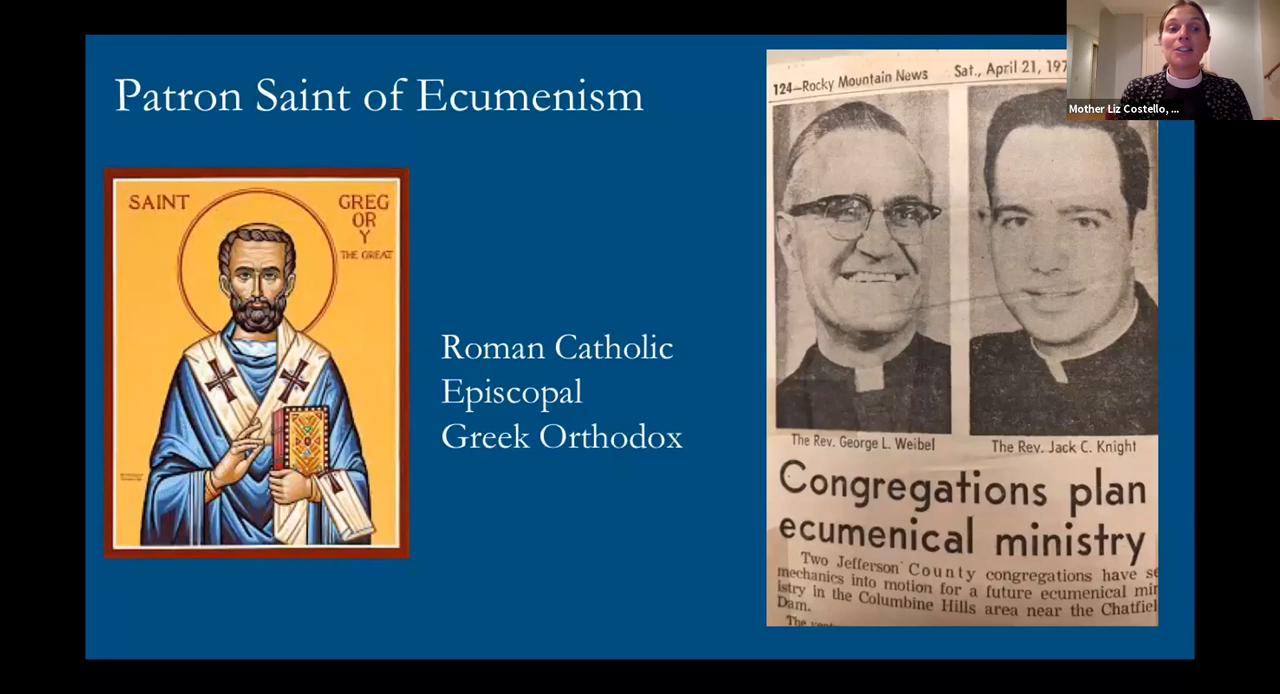 Patron Saint of Ecumenism
SAINT
GREG
OR
Y
THE GREAT
Roman Catholic
Episcopal
Greek Orthodox
124—Rocky Mountain News Sat., April 21, 197
The Rev. George L. Weibel
The Rev. Jack C. Knight
Congregations plan
ecumenical ministry
Two Jefferson County congregations have se
mechanics into motion for a future ecumenical min
istry in the Columbine Hills area near the Chatfiel
Dam.
The
Mother Liz Costello, ...